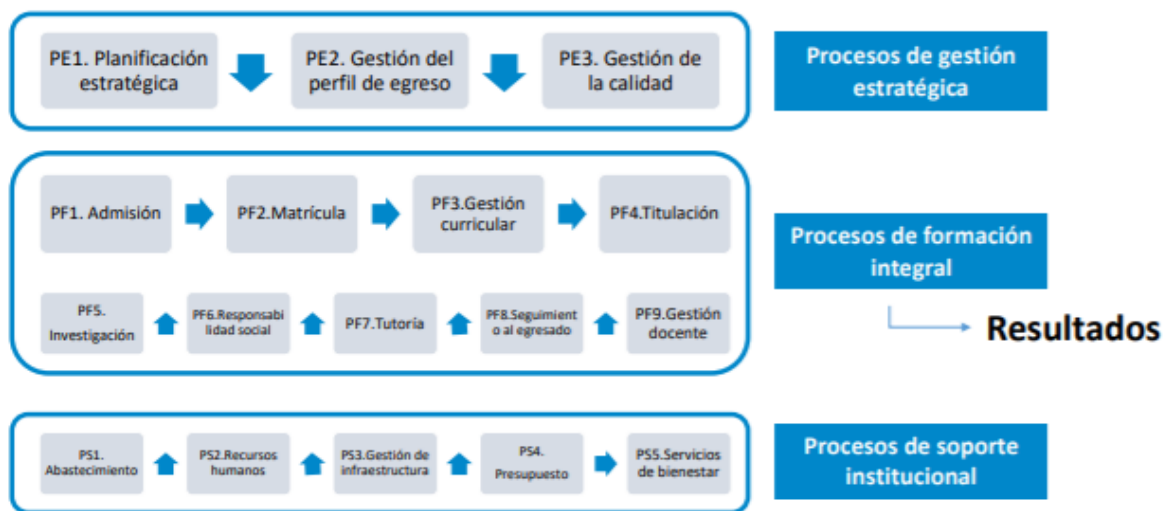 PE1. Planificación
estratégica
PE2. Gestión del
perfil de egreso
PE3. Gestión de
la calidad
Procesos de gestión
estratégica
PF1. Admisión
PF2.Matrícula
PF3.Gestión
curricular
PF4.Titulación
Procesos de formación
integral
PF5.
Investigación
PF6.Responsabi
lidad social
PF7.Tutoría
PF8.Seguimient
o al egresado
PF9.Gestión
docente
Resultados
PS1.
Abastecimiento
PS2.Recursos
humanos
PS3.Gestión de
infraestructura
PS4.
Presupuesto
PS5.Servicios
de bienestar
Procesos de soporte
institucional